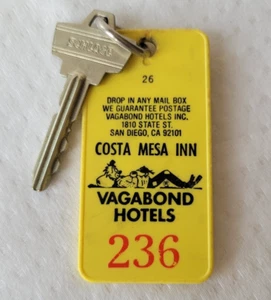 26
DROP IN ANY MAIL BOX
WE GUARANTEE POSTAGE
VAGABOND HOTELS INC.
1810 STATE ST.
SAN DIEGO, CA 92101
COSTA MESA INN
VAGABOND
HOTELS
236